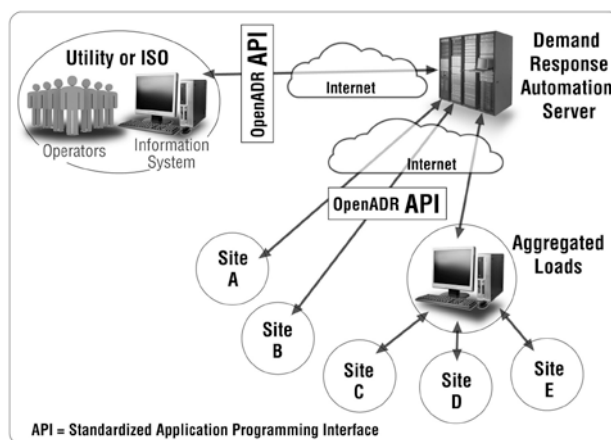 Utility or ISO
Operators
Information
System
OpenADR API
Internet
Demand
Response
Automation
Server
Internet
OpenADR API
Site
A
Site
B
Aggregated
Loads
Site
C
Site
D
Site
E
API = Standardized Application Programming Interface